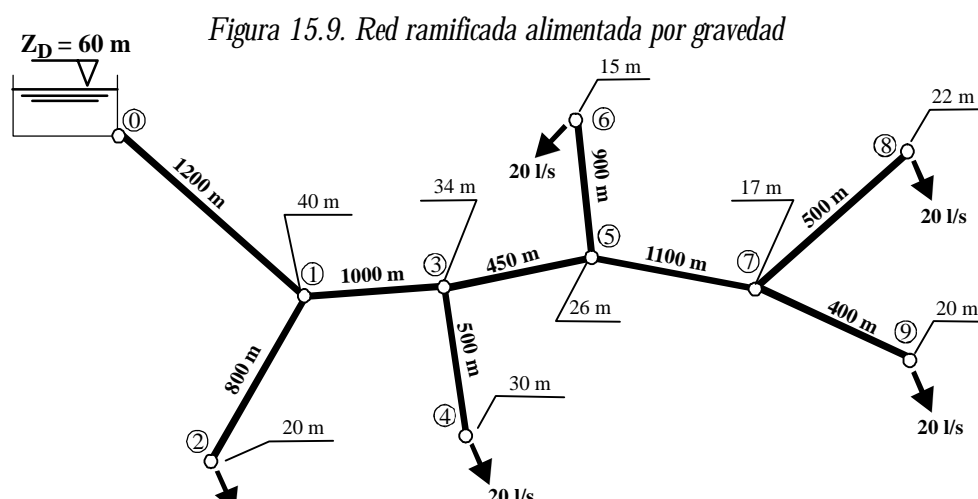 Figura 15.9. Red ramificada alimentada por gravedad
Z_D = 60 m
15 m
22 m
0
6
8
1200 m
20 l/s
900 m
34 m
17 m
500 m
20 l/s
40 m
5
1
1000 m
3
450 m
1100 m
7
26 m
400 m
9
20 m
800 m
500 m
30 m
20 l/s
2
20 m
4
20 l/s